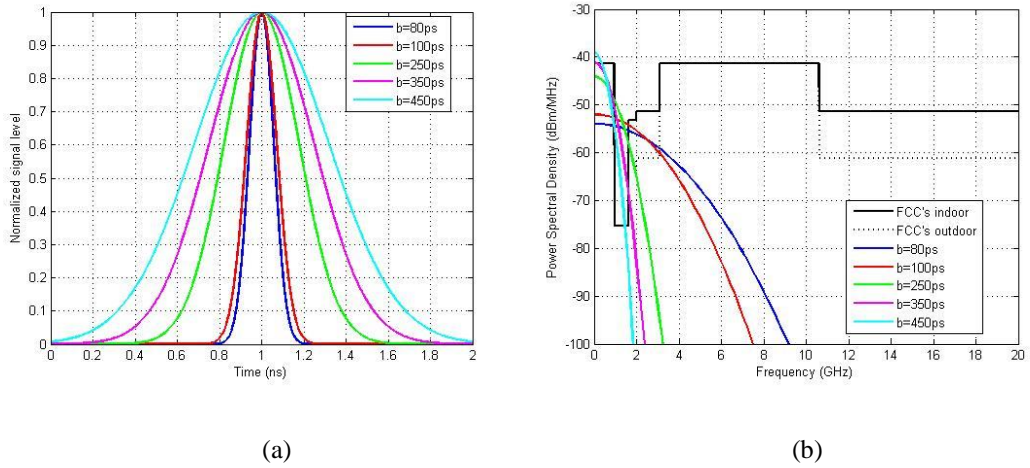 1
0.9
0.8
0.7
0.6
0.5
0.4
0.3
0.2
0.1
0
Normalized signal level
b=80ps
b=100ps
b=250ps
b=350ps
b=450ps
0 0.2 0.4 0.6 0.8 1 1.2 1.4 1.6 1.8 2
Time (ns)
(a)
-30
-40
-50
-60
-70
-80
-90
-100
Power Spectral Density (dBm/MHz)
FCC's indoor
FCC's outdoor
b=80ps
b=100ps
b=250ps
b=350ps
b=450ps
0 2 4 6 8 10 12 14 16 18 20
Frequency (GHz)
(b)